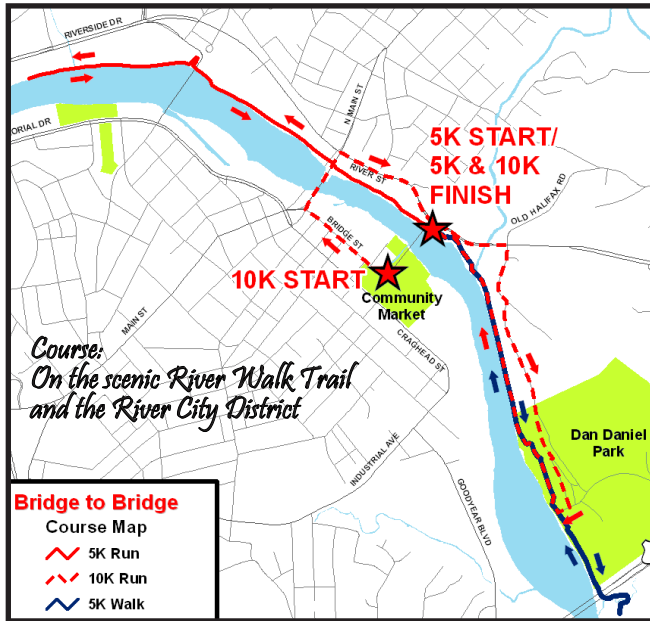 RIVERSIDE DR
ORIAL DR
N MAIN ST
RIVER ST
5K START/
5K & 10K
FINISH
OLD HALIFAX RD
BRIDGE ST
10K START
Community
Market
MAIN ST
CRAGHEAD ST
Course:
On the scenic River Walk Trail
and the River City District
INDUSTRIAL AVE
GOODYEAR BLVD
Dan Daniel
Park
Bridge to Bridge
Course Map
5K Run
10K Run
5K Walk